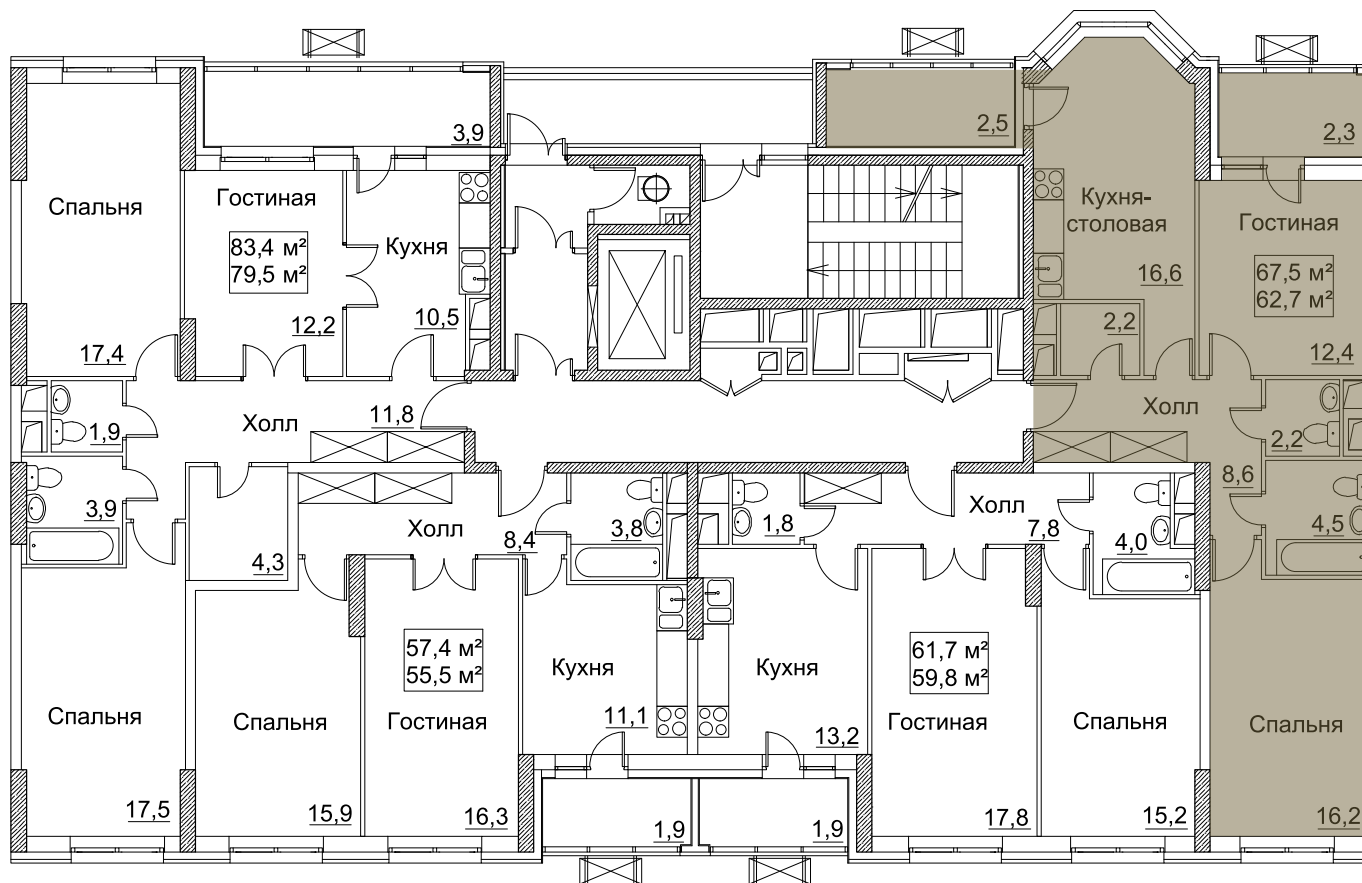 3,9
2,5
2,3
Спальня
Гостиная
83,4 м²
79,5 м²
Кухня
12,2
10,5
17,4
Кухня-
столовая
16,6
Гостиная
67,5 м²
62,7 м²
2,2
12,4
1,9
Холл
11,8
Холл
2,2
3,9
4,3
Холл
8,4
3,8
1,8
Холл
7,8
4,0
8,6
4,5
57,4 м²
55,5 м²
61,7 м²
59,8 м²
Спальня
Спальня
Гостиная
Кухня
11,1
Кухня
13,2
Гостиная
Спальня
Спальня
17,5
15,9
16,3
1,9
1,9
17,8
15,2
16,2